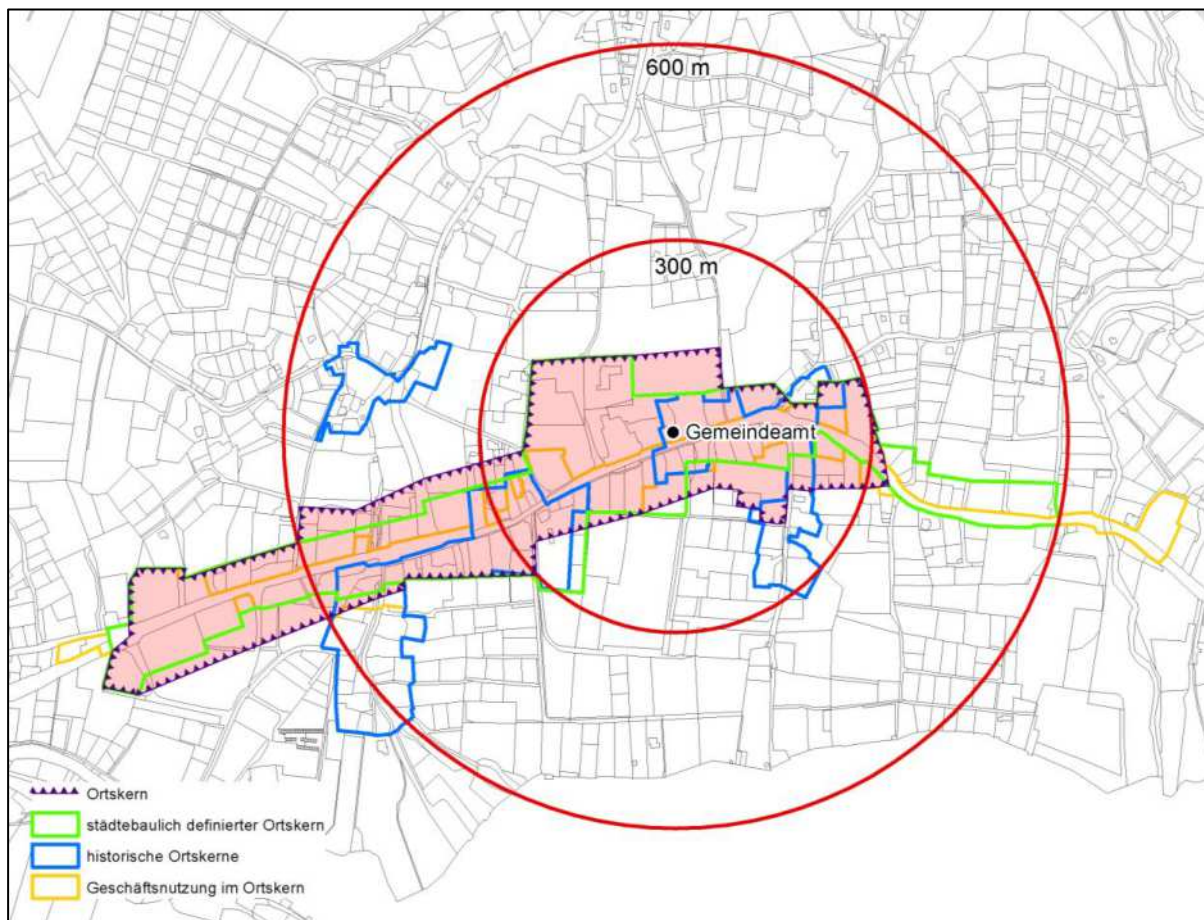 600 m
300 m
Gemeindeamt
Ortskern
städtebaulich definierter Ortskern
historische Ortskerne
Geschäftsnutzung im Ortskern